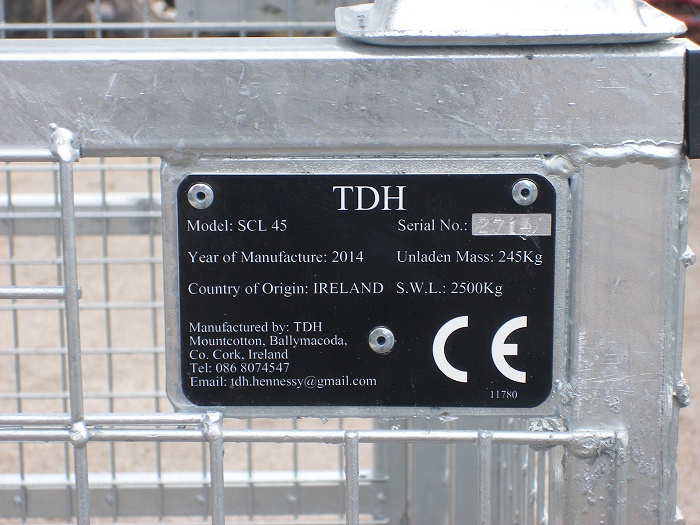 TDH
Model: SCL 45 Serial No.: 2714
Year of Manufacture: 2014 Unladen Mass: 245Kg
Country of Origin: IRELAND S.W.L.: 2500Kg
Manufactured by: TDH
Mountcotton, Ballymacoda,
Co. Cork, Ireland
Tel: 086 8074547
Email: tdh.hennessy@gmail.com
CE
11780